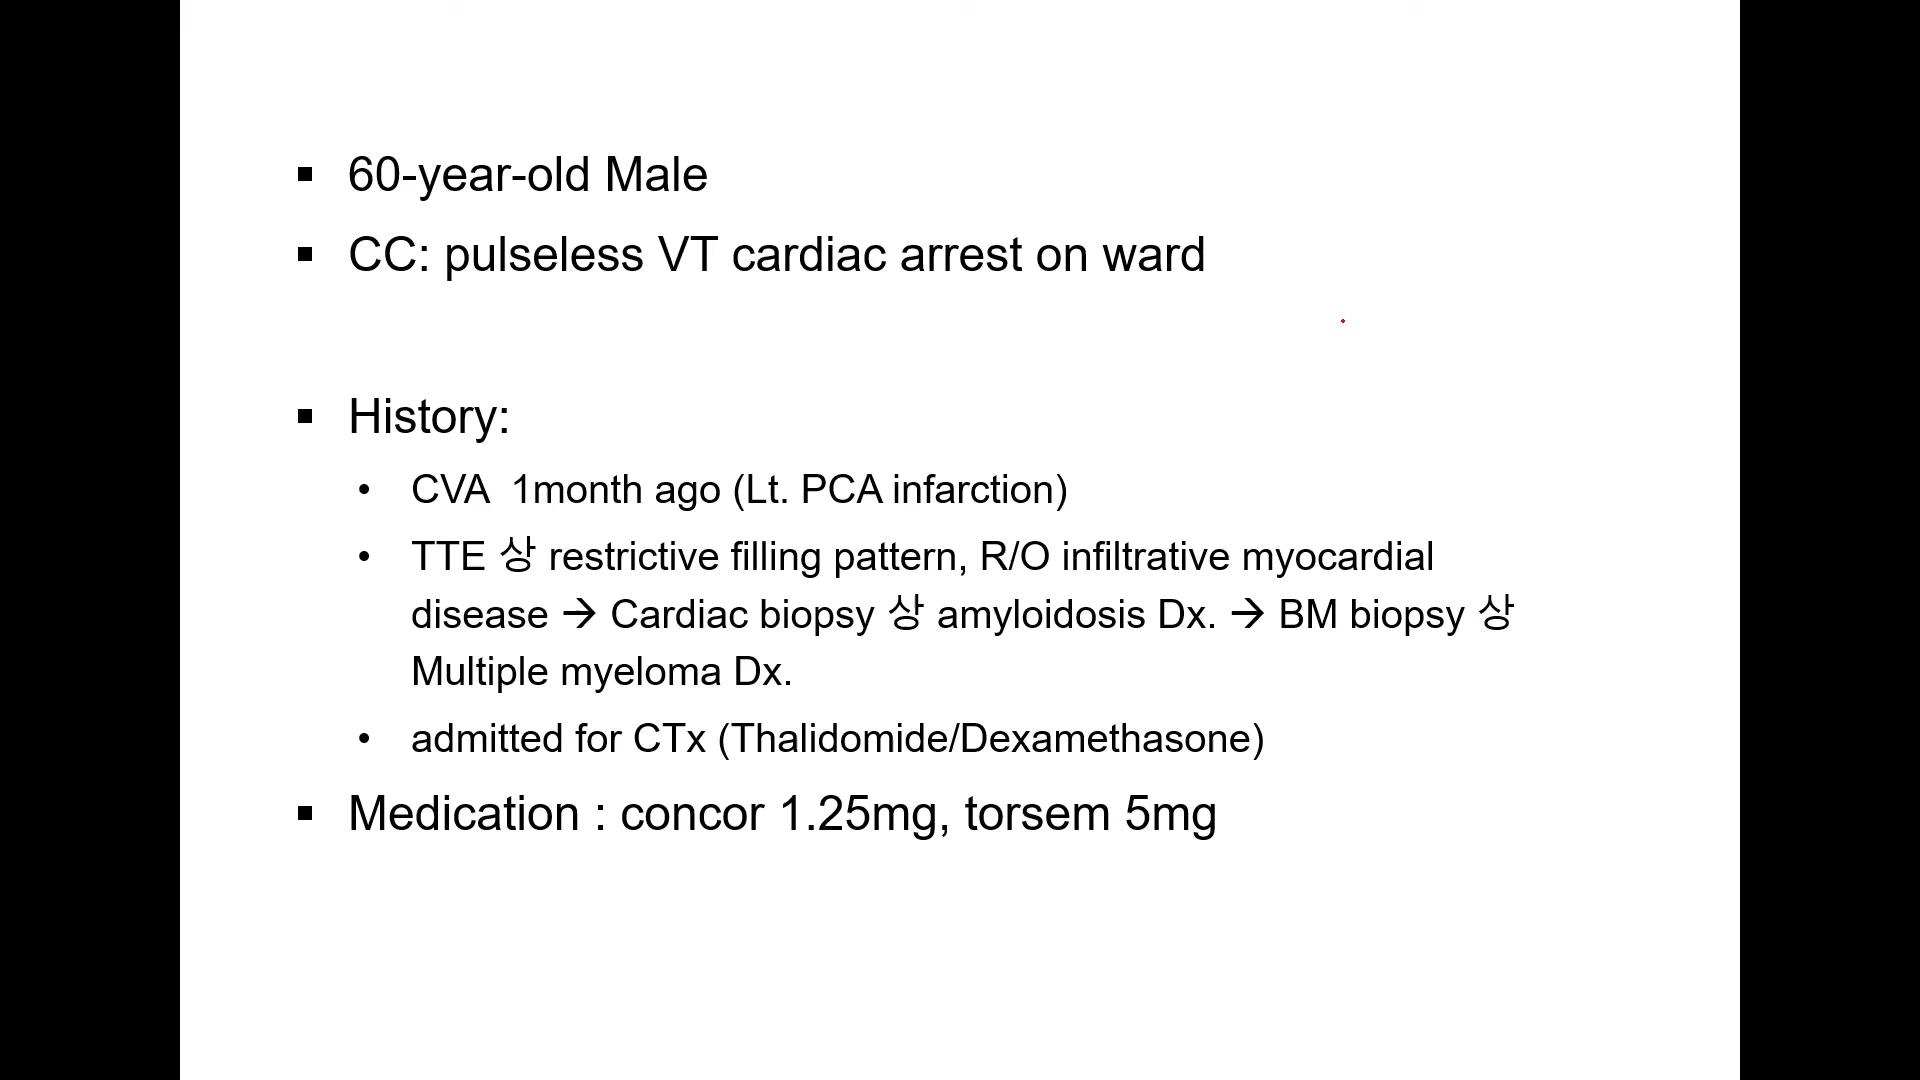 ▪ 60-year-old Male
▪ CC: pulseless VT cardiac arrest on ward
▪ History:
• CVA  1month ago (Lt. PCA infarction)
• TTE 상 restrictive filling pattern, R/O infiltrative myocardial
disease → Cardiac biopsy 상 amyloidosis Dx. → BM biopsy 상
Multiple myeloma Dx.
• admitted for CTx (Thalidomide/Dexamethasone)
▪ Medication : concor 1.25mg, torsem 5mg